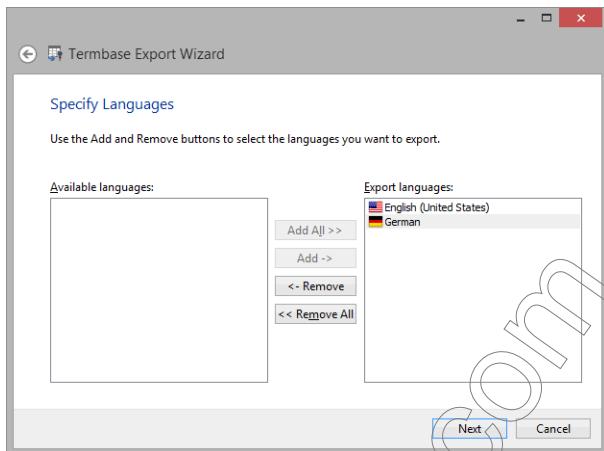 Termbase Export Wizard
Specify Languages
Use the Add and Remove buttons to select the languages you want to export.
Available languages:
Export languages:
English (United States)
German
Add All >>
Add ->
<- Remove
<< Remove All
Next
Cancel
com